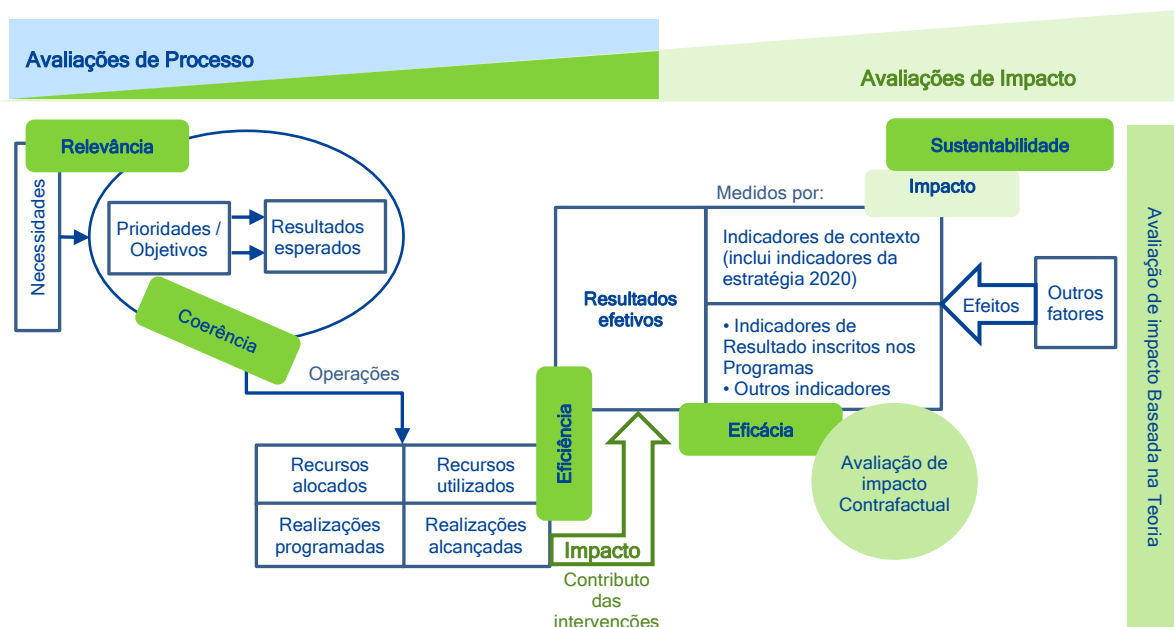 Avaliações de Processo
Avaliações de Impacto
Relevância
Necessidades
Prioridades /
Objetivos
Resultados
esperados
Coerência
Operações
Recursos
alocados
Recursos
utilizados
Realizações
programadas
Realizações
alcançadas
Eficiência
Impacto
Contributo
das
intervenções
Sustentabilidade
Impacto
Medidos por:
Resultados
efetivos
Indicadores de contexto
(inclui indicadores da
estratégia 2020)
• Indicadores de
Resultado inscritos nos
Programas
• Outros indicadores
Eficácia
Efeitos
Outros
fatores
Avaliação de
impacto
Contrafactual
Avaliação de impacto Baseada na Teoria